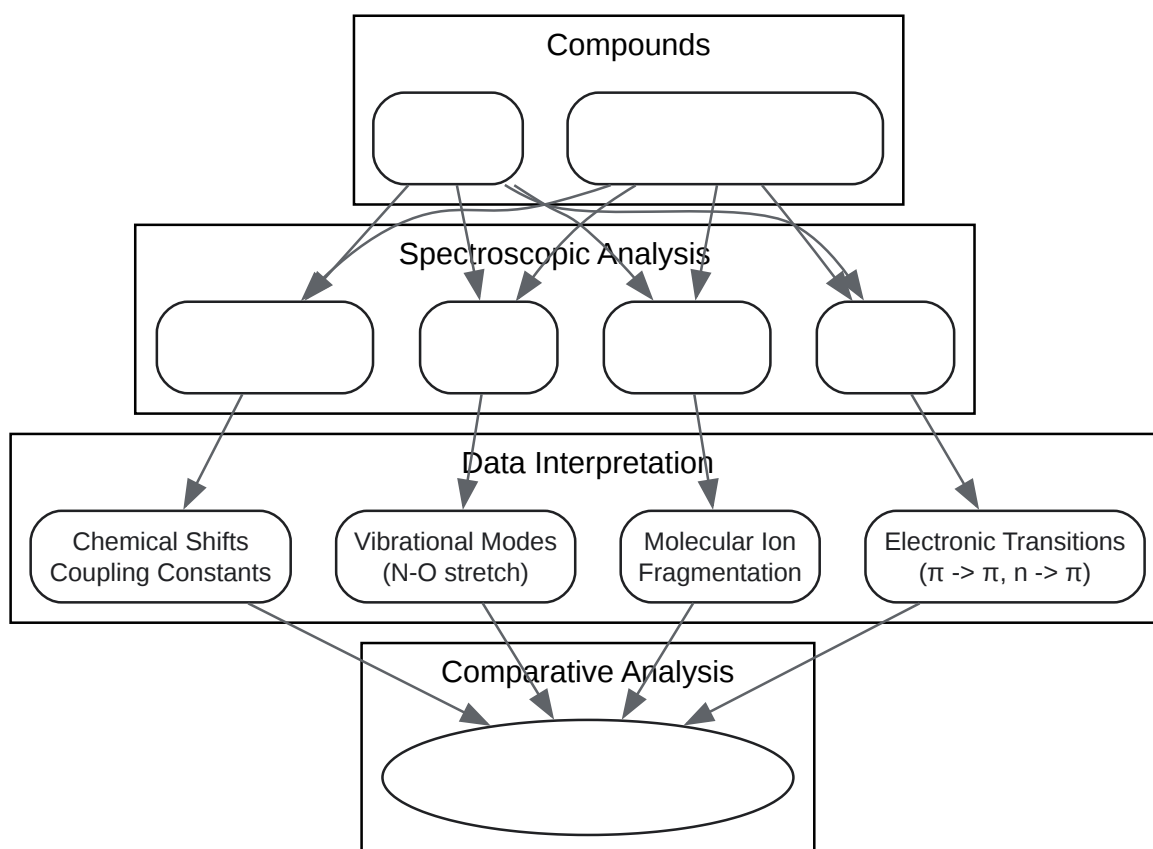 Compounds
Spectroscopic Analysis
Data Interpretation
Chemical Shifts
Coupling Constants
Vibrational Modes
(N-O stretch)
Molecular Ion
Fragmentation
Electronic Transitions
(π -> π, n -> π)
Comparative Analysis